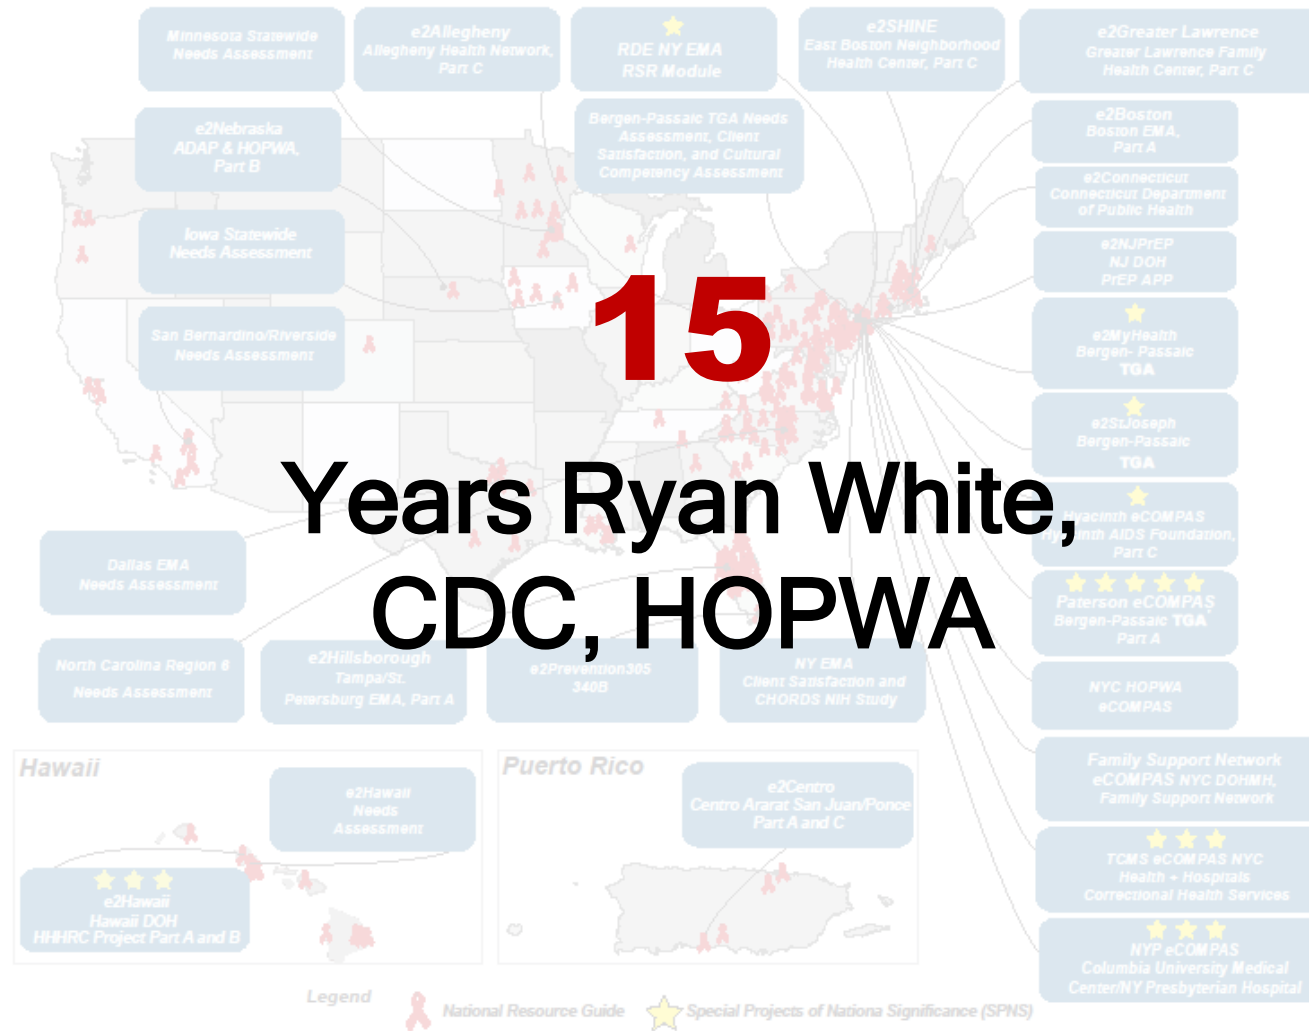 Minnesota Statewide
Needs Assessment
e2Allegheny
Allegheny Health Network,
Part C
RDE NY EMA
RSR Module
e2SHINE
East Boston Neighborhood
Health Center, Part C
e2Greater Lawrence
Greater Lawrence Family
Health Center, Part C
e2Nebraska
ADAP & HOPWA,
Part B
Bergen-Passaic TGA Needs
Assessment, Client
Satisfaction, and Cultural
Competency Assessment
e2Boston
Boston EMA,
Part A
e2Connecticut
Connecticut Department
of Public Health
Iowa Statewide
Needs Assessment
e2NJPrEP
NJ DOH
PrEP APP
San Bernardino/Riverside
Needs Assessment
e2MyHealth
Bergen- Passaic
TGA
15
e2StJoseph
Bergen-Passaic
TGA
Years Ryan White,
CDC, HOPWA
Hyacinth eCOMPAS
Hyacinth AIDS Foundation,
Part C
Dallas EMA
Needs Assessment
Paterson eCOMPAS
Bergen-Passaic TGA
Part A
North Carolina Region 6
Needs Assessment
e2Hillsborough
Tampa/St.
Petersburg EMA, Part A
e2Prevention305
340B
NY EMA
Client Satisfaction and
CHORDS NIH Study
NYC HOPWA
eCOMPAS
Hawaii
e2Hawaii
Needs
Assessment
Puerto Rico
e2Centro
Centro Ararat San Juan/Ponce
Part A and C
Family Support Network
eCOMPAS NYC DOHMH,
Family Support Network
e2Hawaii
Hawaii DOH
HHHRC Project Part A and B
TCMS eCOMPAS NYC
Health + Hospitals
Correctional Health Services
NYP eCOMPAS
Columbia University Medical
Center/NY Presbyterian Hospital
Legend
National Resource Guide
Special Projects of Nationa Significance (SPNS)